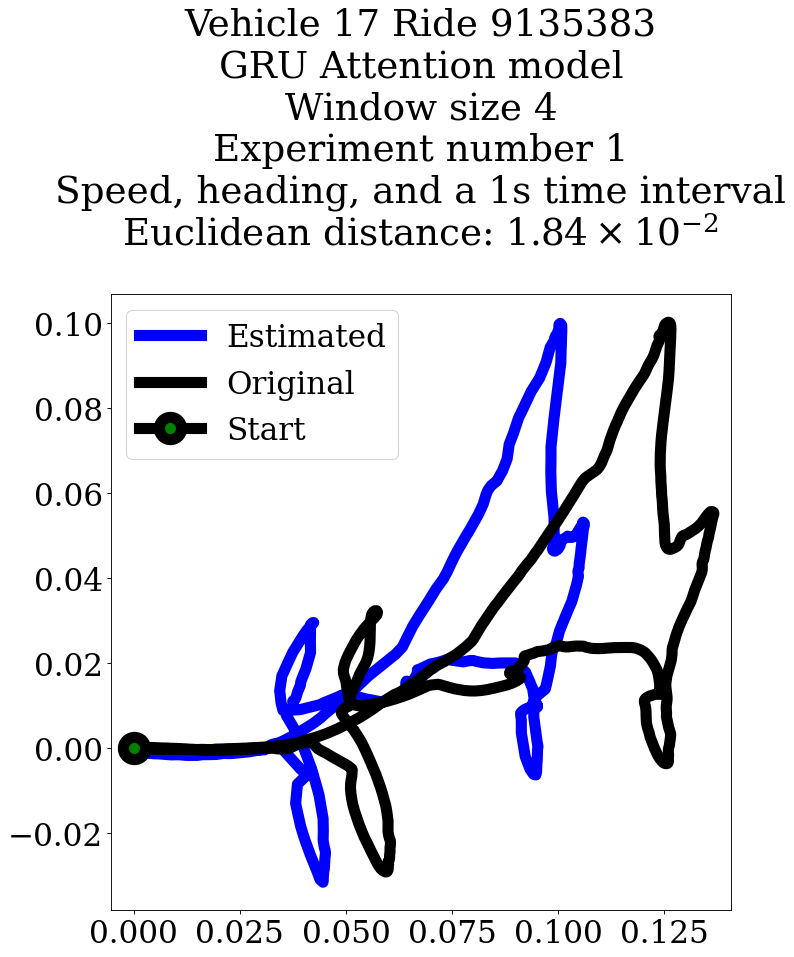 Vehicle 17 Ride 9135383
GRU Attention model
Window size 4
Experiment number 1
Speed, heading, and a 1s time interval
Euclidean distance: 1.84 × 10⁻²
Estimated
Original
Start
0.10
0.08
0.06
0.04
0.02
0.00
−0.02
0.000 0.025 0.050 0.075 0.100 0.125